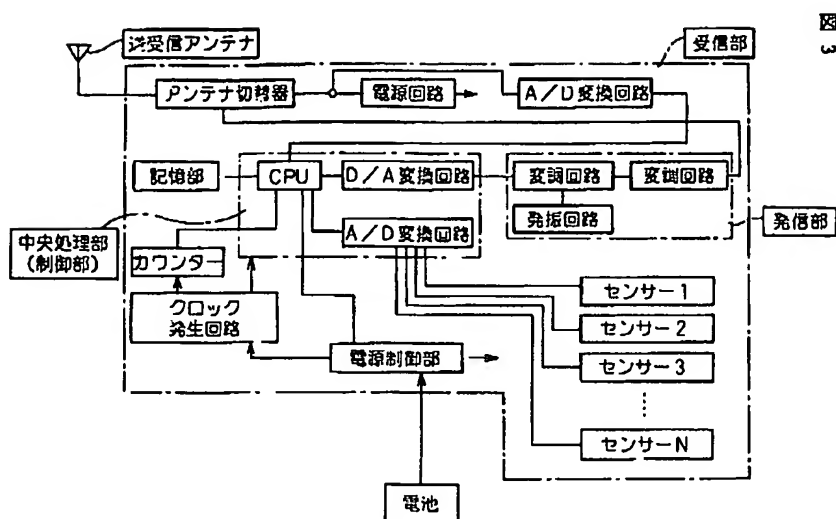 図3
送受信アンテナ
受信部
アンテナ切替器
電源回路
A/D変換回路
記憶部
CPU
D/A変換回路
変調回路
変調回路
発振回路
発信部
中央処理部
(制御部)
カウンター
A/D変換回路
クロック
発生回路
電源制御部
センサー1
センサー2
センサー3
センサーN
電池